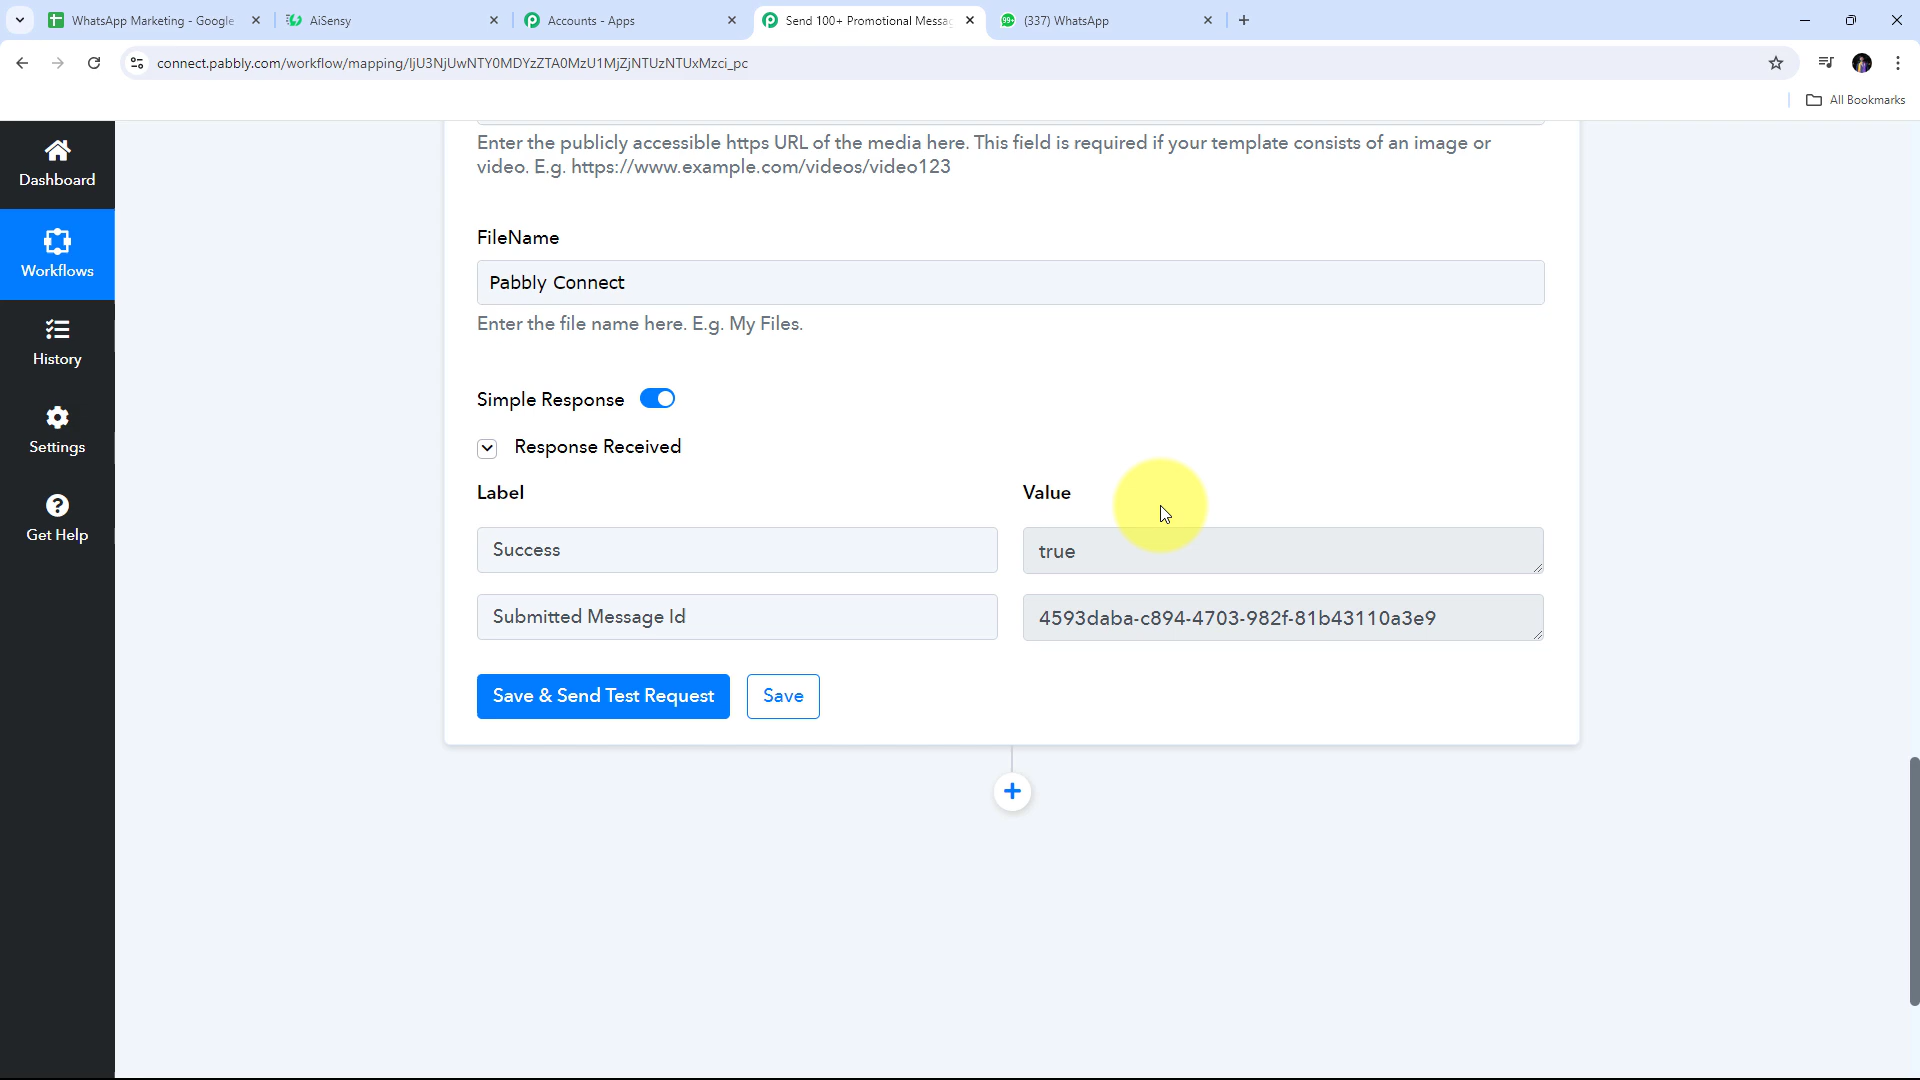 WhatsApp Marketing - Google
AiSensy
Accounts - Apps
Send 100+ Promotional Messag
(337) WhatsApp
connect.pabbly.com/workflow/mapping/IjU3NjUwNTY0MDYzZTA0MzU1MjZjNTUzNTUxMzci_pc
All Bookmarks
Dashboard
Workflows
History
Settings
Get Help
Enter the publicly accessible https URL of the media here. This field is required if your template consists of an image or
video. E.g. https://www.example.com/videos/video123
FileName
Pabbly Connect
Enter the file name here. E.g. My Files.
Simple Response
Response Received
Label
Value
Success
true
Submitted Message Id
4593daba-c894-4703-982f-81b43110a3e9
Save & Send Test Request
Save